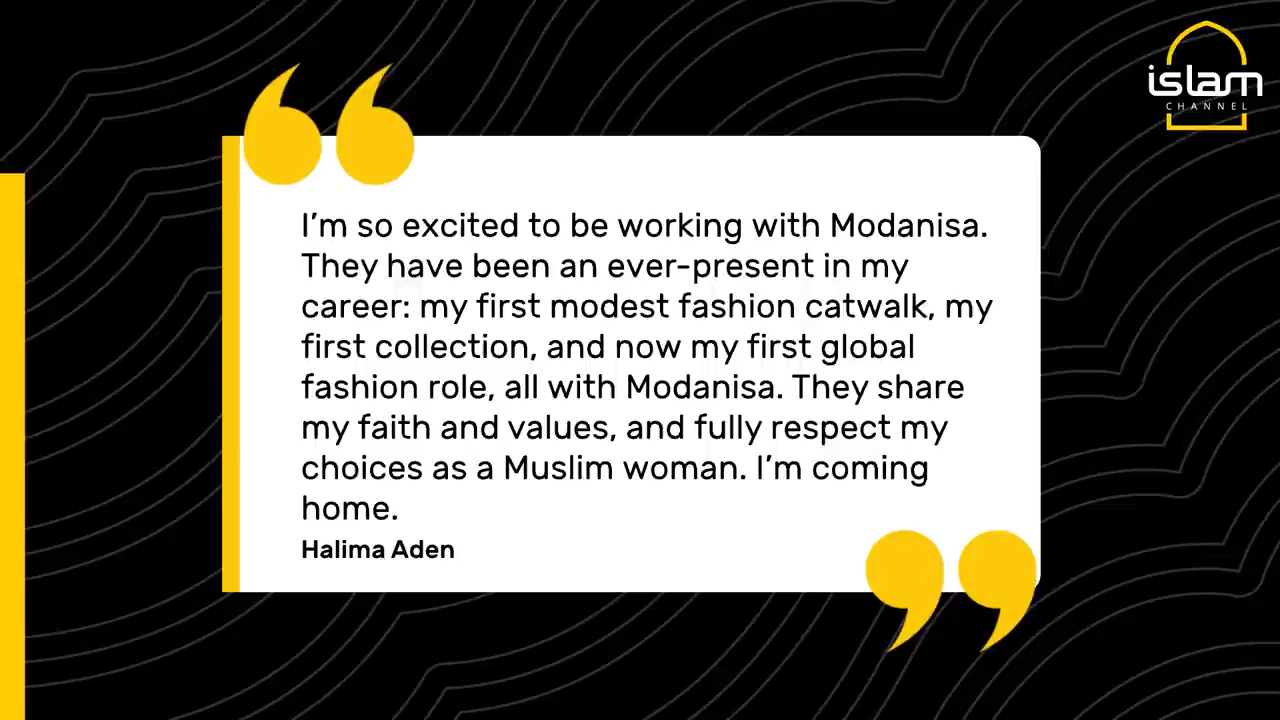 islam
CHANNEL
I’m so excited to be working with Modanisa.
They have been an ever-present in my
career: my first modest fashion catwalk, my
first collection, and now my first global
fashion role, all with Modanisa. They share
my faith and values, and fully respect my
choices as a Muslim woman. I’m coming
home.
Halima Aden